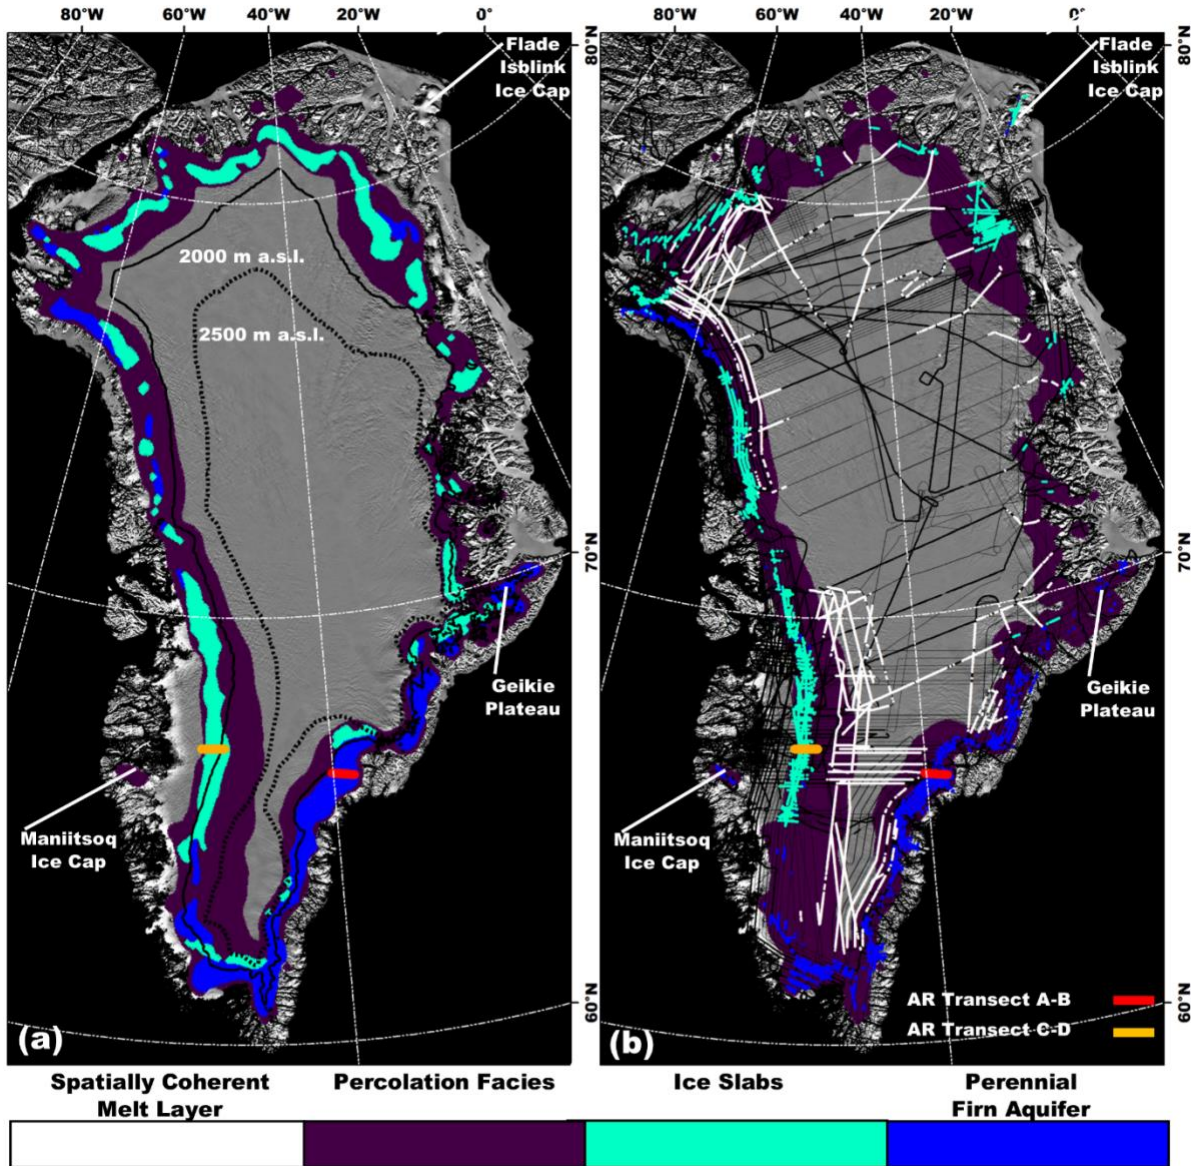 80°W 60°W 40°W 20°W 0° 80°W 60°W 40°W 20°W 0°
80°N
80°N
Flade
Isblink
Ice Cap
Flade
Isblink
Ice Cap
2000 m a.s.l.
2500 m a.s.l.
70°N
70°N
Geikie
Plateau
Geikie
Plateau
Maniitsoq
Ice Cap
Maniitsoq
Ice Cap
60°N
60°N
AR Transect A-B
AR Transect C-D
(a)
(b)
Spatially Coherent
Melt Layer
Percolation Facies
Ice Slabs
Perennial
Firn Aquifer